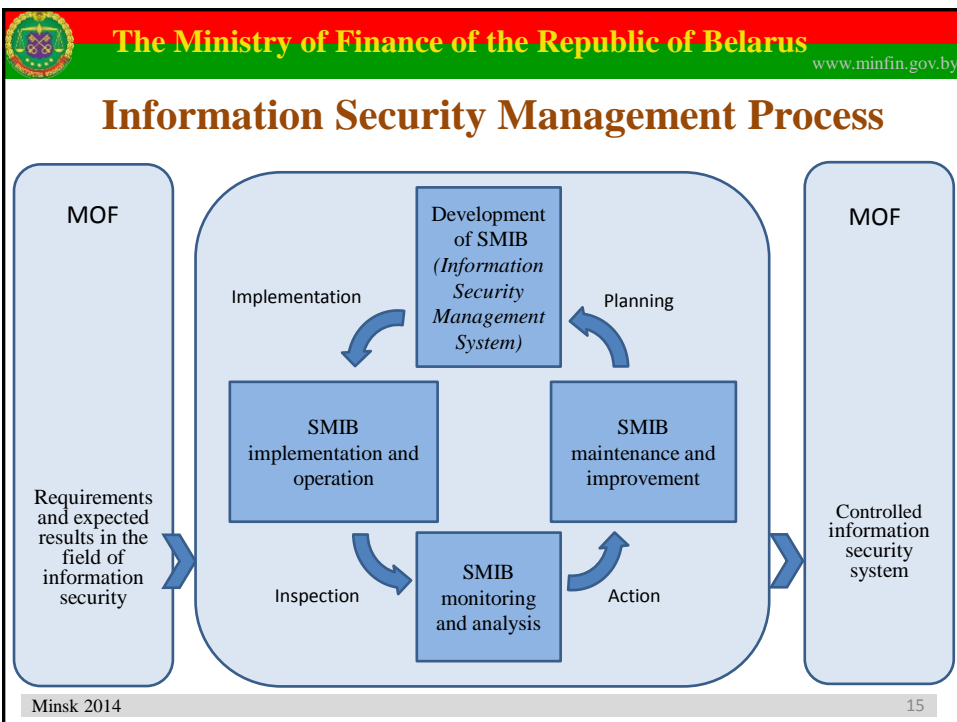 The Ministry of Finance of the Republic of Belarus
www.minfin.gov.by
Information Security Management Process
MOF
Requirements
and expected
results in the
field of
information
security
Development
of SMIB
(Information
Security
Management
System)
Implementation
Planning
SMIB
implementation and
operation
SMIB
maintenance and
improvement
Inspection
SMIB
monitoring
and analysis
Action
MOF
Controlled
information
security
system
Minsk 2014
15